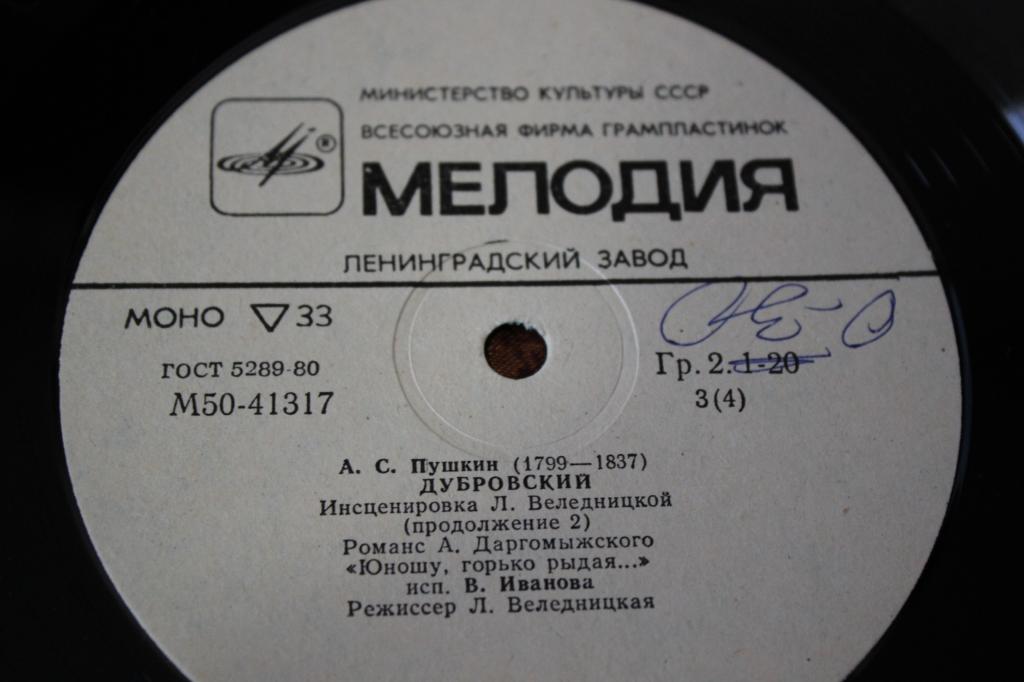 МИНИСТЕРСТВО КУЛЬТУРЫ СССР
ВСЕСОЮЗНАЯ ФИРМА ГРАМПЛАСТИНОК
®
МЕЛОДИЯ
ЛЕНИНГРАДСКИЙ ЗАВОД
МОНО ▽ 33
ГОСТ 5289-80
М50-41317
Гр. 2.1-20
3(4)
А. С. Пушкин (1799—1837)
ДУБРОВСКИЙ
Инсценировка Л. Веледницкой
(продолжение 2)
Романс А. Даргомыжского
«Юношу, горько рыдая...»
исп. В. Иванова
Режиссер Л. Веледницкая